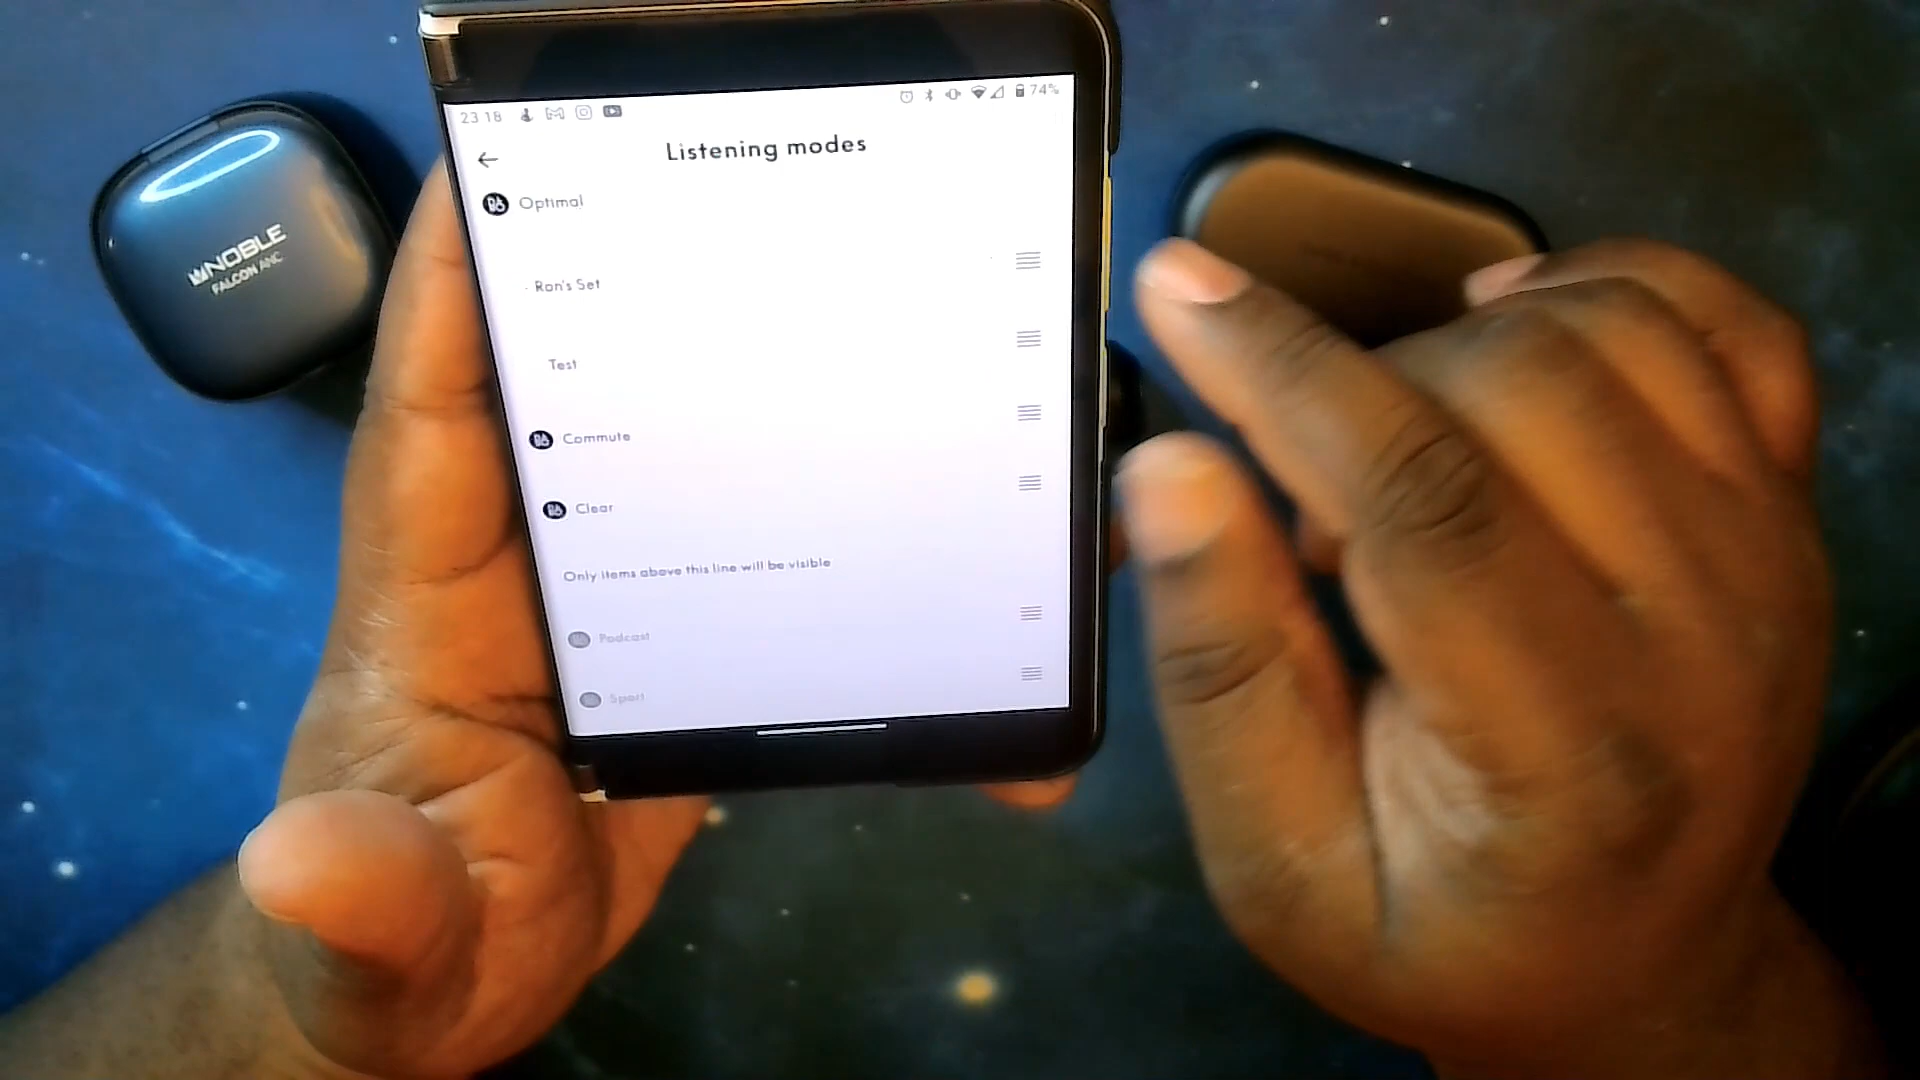 23 18
74%
Listening modes
Optimal
Ron's Set
Test
Commute
Clear
Only items above this line will be visible
Podcast
Sport
NOBLE
FALCON ANC